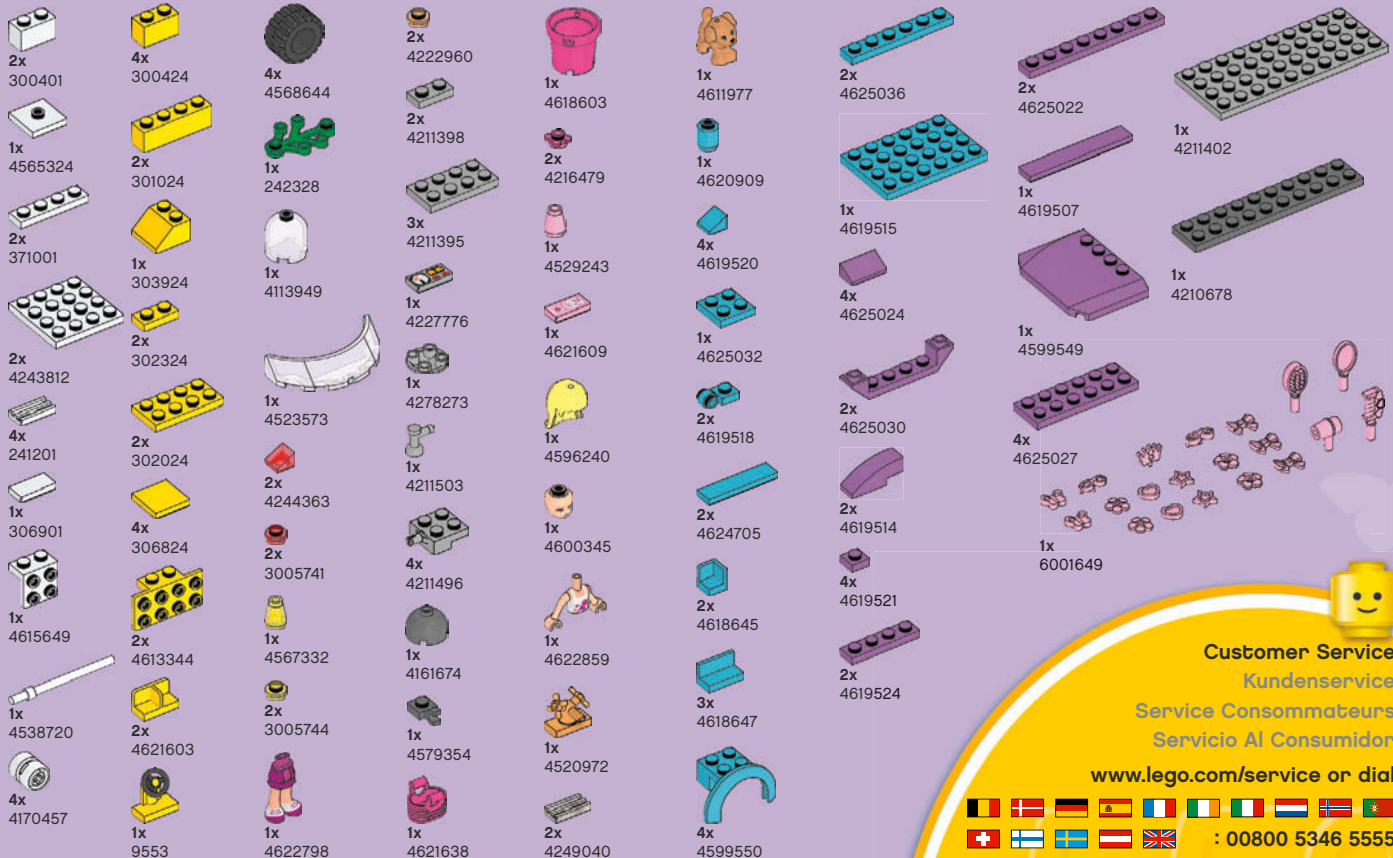 2x
300401
1x
4565324
2x
371001
2x
4243812
4x
241201
1x
306901
1x
4615649
1x
4538720
4x
4170457
4x
300424
2x
301024
1x
303924
2x
302324
2x
302024
4x
306824
2x
4613344
2x
4621603
1x
9553
4x
4568644
1x
242328
1x
4113949
1x
4523573
2x
4244363
2x
3005741
1x
4567332
2x
3005744
1x
4622798
2x
4222960
2x
4211398
3x
4211395
1x
4227776
1x
4278273
1x
4211503
4x
4211496
1x
4161674
1x
4579354
1x
4621638
1x
4618603
2x
4216479
1x
4529243
1x
4621609
1x
4596240
1x
4600345
1x
4622859
1x
4520972
2x
4249040
1x
4611977
1x
4620909
4x
4619520
1x
4625032
2x
4619518
2x
4624705
2x
4618645
3x
4618647
4x
4599550
2x
4625036
1x
4619515
4x
4625024
2x
4625030
2x
4619514
4x
4619521
2x
4619524
2x
4625022
1x
4619507
1x
4599549
4x
4625027
1x
4211402
1x
4210678
1x
6001649
Customer Service
Kundenservice
Service Consommateurs
Servicio Al Consumidor
www.lego.com/service or dial
: 00800 5346 5555